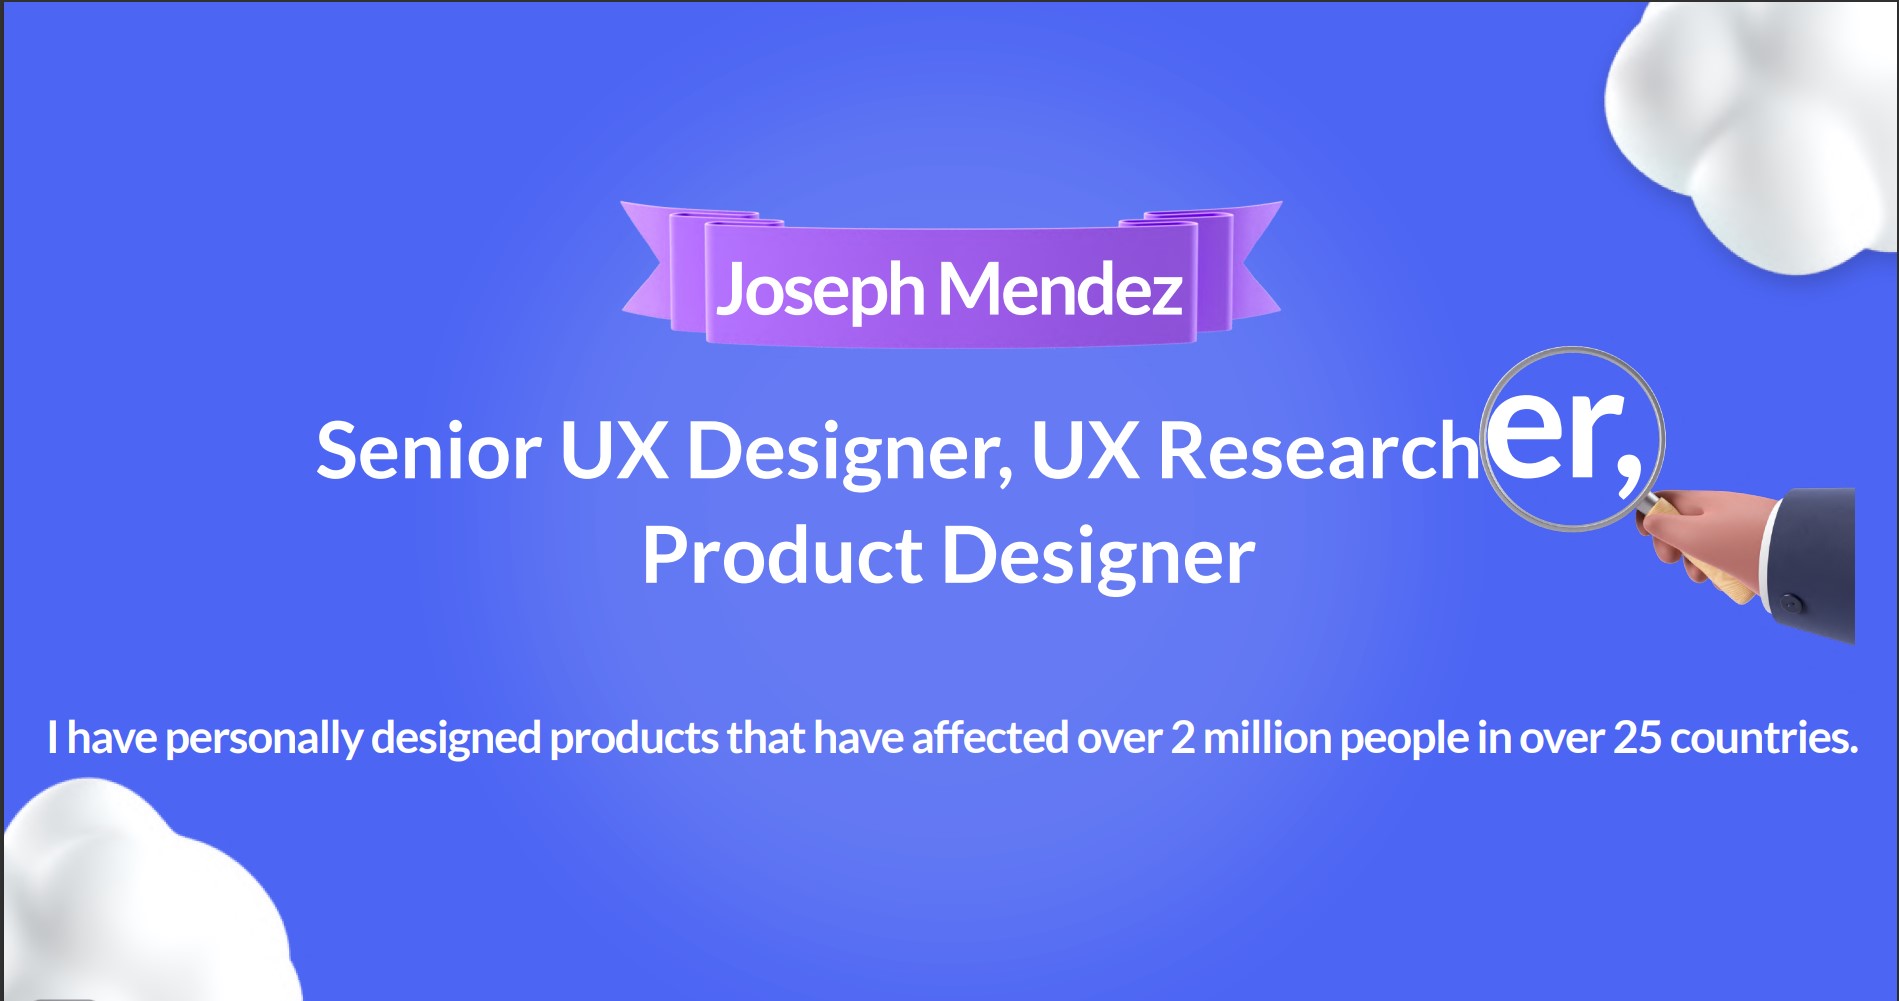 Joseph Mendez
Senior UX Designer, UX Researcher,
Product Designer
I have personally designed products that have affected over 2 million people in over 25 countries.